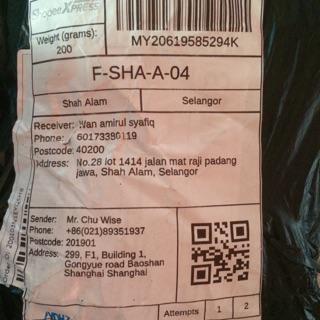 Shopee XPRESS
Weight (grams):
200
MY20619585294K
F-SHA-A-04
Shah Alam
Selangor
Receiver: Wan amirul syafiq
Phone: 60173380119
Postcode: 40200
Address: No.28 lot 1414 jalan mat raji padang
jawa, Shah Alam, Selangor
Sender: Mr. Chu Wise
Phone: +86(021)89351937
Postcode: 201901
Address: 299, F1, Building 1,
Gongyue road Baoshan
Shanghai Shanghai
Attempts 1 2